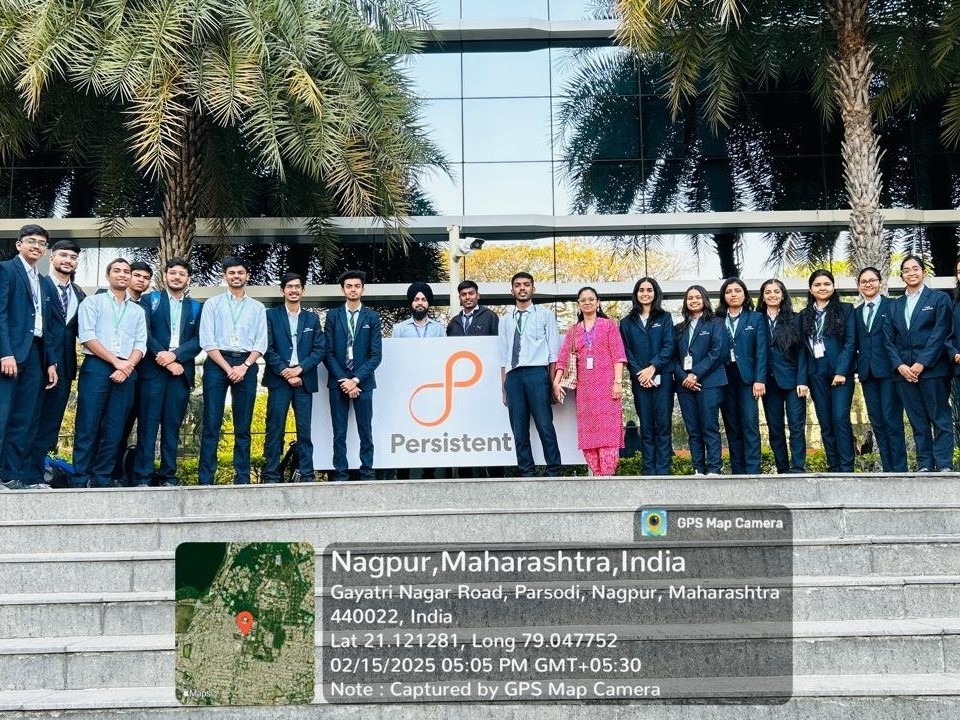 Persistent
GPS Map Camera
Nagpur,Maharashtra,India
Gayatri Nagar Road, Parsodi, Nagpur, Maharashtra
440022, India
Lat 21.121281, Long 79.047752
02/15/2025 05:05 PM GMT+05:30
Note : Captured by GPS Map Camera
Maps